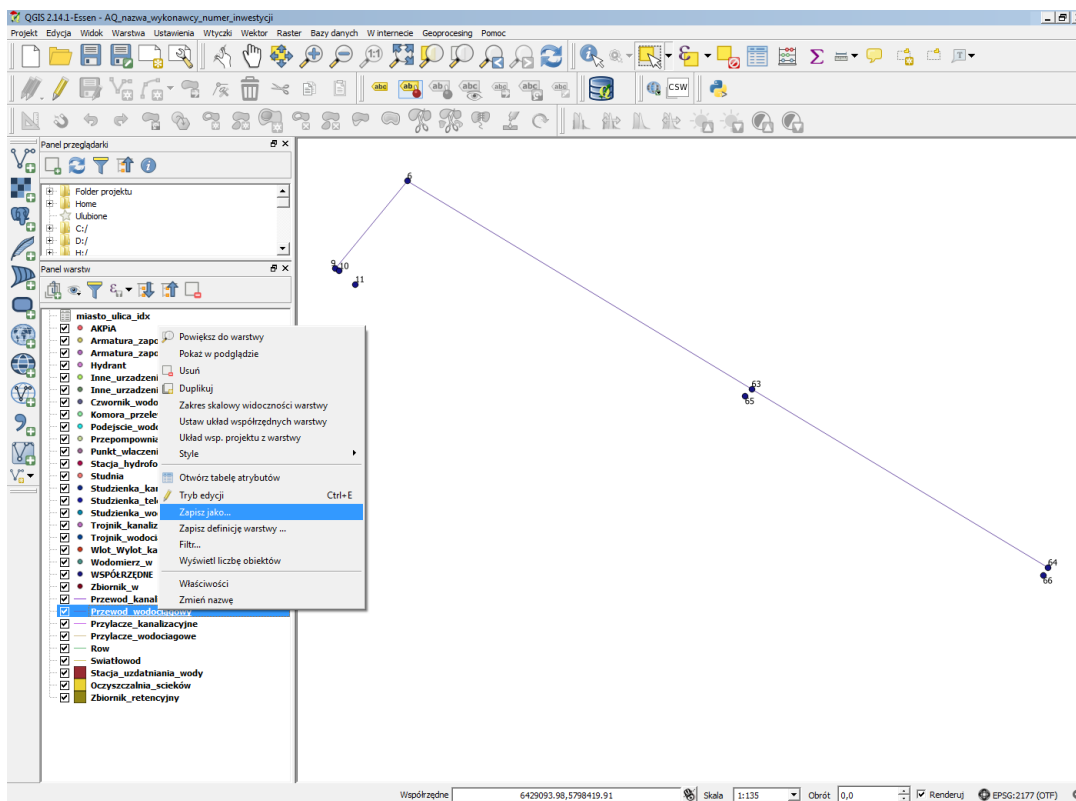 QGIS 2.14.1-Essen - AQ_nazwa_wykonawcy_numer_inwestycji
Projekt Edycja Widok Warstwa Ustawienia Wtyczki Wektor Raster Bazy danych W internecie Geoprocesing Pomoc
CSW
Panel przeglądarki
Folder projektu
Home
Ulubione
C:/
D:/
H:/
Panel warstw
miasto_ulica_idx
AKPiA
Armatura_zapo
Armatura_zapo
Hydrant
Inne_urzadzeni
Inne_urzadzeni
Czwornik_wodo
Komora_przele
Podejscie_wodo
Przepompownia
Punkt_wlaczeni
Stacja_hydrofo
Studnia
Studzienka_kan
Studzienka_tel
Studzienka_wo
Trojnik_kanaliz
Trojnik_wodoci
Wlot_Wylot_ka
Wodomierz_w
WSPÓŁRZĘDNE
Zbiornik_w
Przewod_kanal
Przewod_wodociagowy
Przylacze_kanalizacyjne
Przylacze_wodociagowe
Row
Swiatłowod
Stacja_uzdatniania_wody
Oczyszczalnia_scieków
Zbiornik_retencyjny
Powiększ do warstwy
Pokaż w podglądzie
Usuń
Duplikuj
Zakres skalowy widoczności warstwy
Ustaw układ współrzędnych warstwy
Układ wsp. projektu z warstwy
Style
Otwórz tabelę atrybutów
Tryb edycji Ctrl+E
Zapisz jako...
Zapisz definicję warstwy ...
Filtr...
Wyświetl liczbę obiektów
Właściwości
Zmień nazwę
6
9
10
11
63
65
64
66
Współrzędne 6429093.98,5798419.91 Skala 1:135 Obrót 0,0 Renderuj EPSG:2177 (OTF)